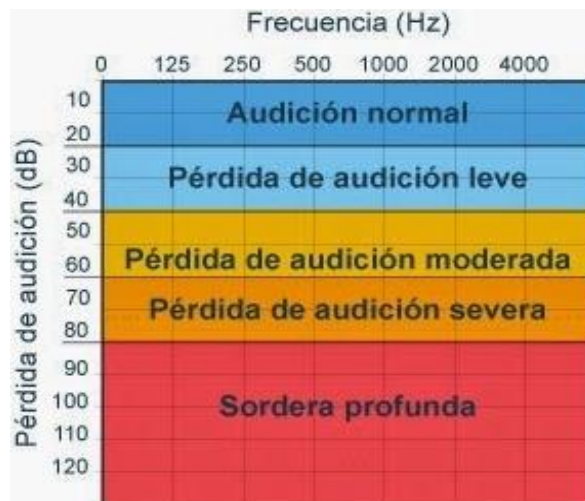 Frecuencia (Hz)
0 125 250 500 1000 2000 4000
Pérdida de audición (dB)
10
Audición normal
20
30
Pérdida de audición leve
40
50
Pérdida de audición moderada
60
70
Pérdida de audición severa
80
90
100
Sordera profunda
110
120